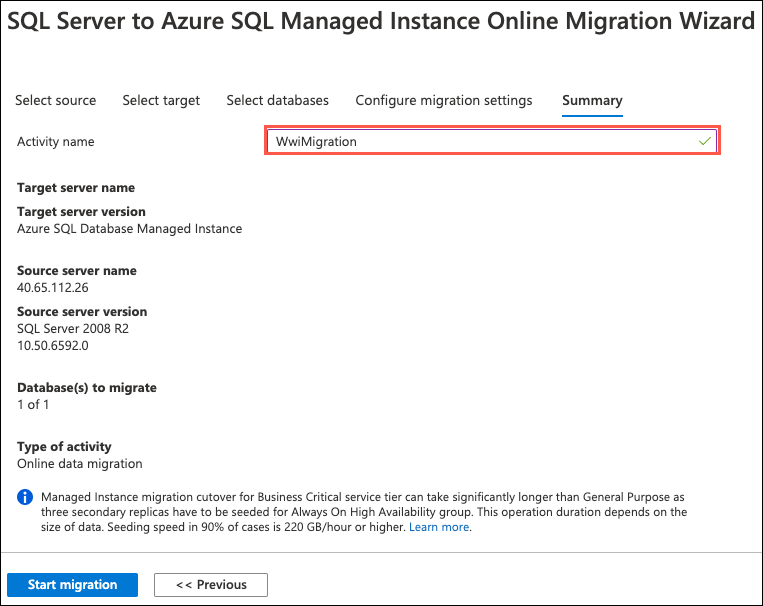 SQL Server to Azure SQL Managed Instance Online Migration Wizard
Select source Select target Select databases Configure migration settings Summary
Activity name WwiMigration
Target server name
Target server version
Azure SQL Database Managed Instance
Source server name
40.65.112.26
Source server version
SQL Server 2008 R2
10.50.6592.0
Database(s) to migrate
1 of 1
Type of activity
Online data migration
Managed Instance migration cutover for Business Critical service tier can take significantly longer than General Purpose as
three secondary replicas have to be seeded for Always On High Availability group. This operation duration depends on the
size of data. Seeding speed in 90% of cases is 220 GB/hour or higher. Learn more.
Start migration << Previous